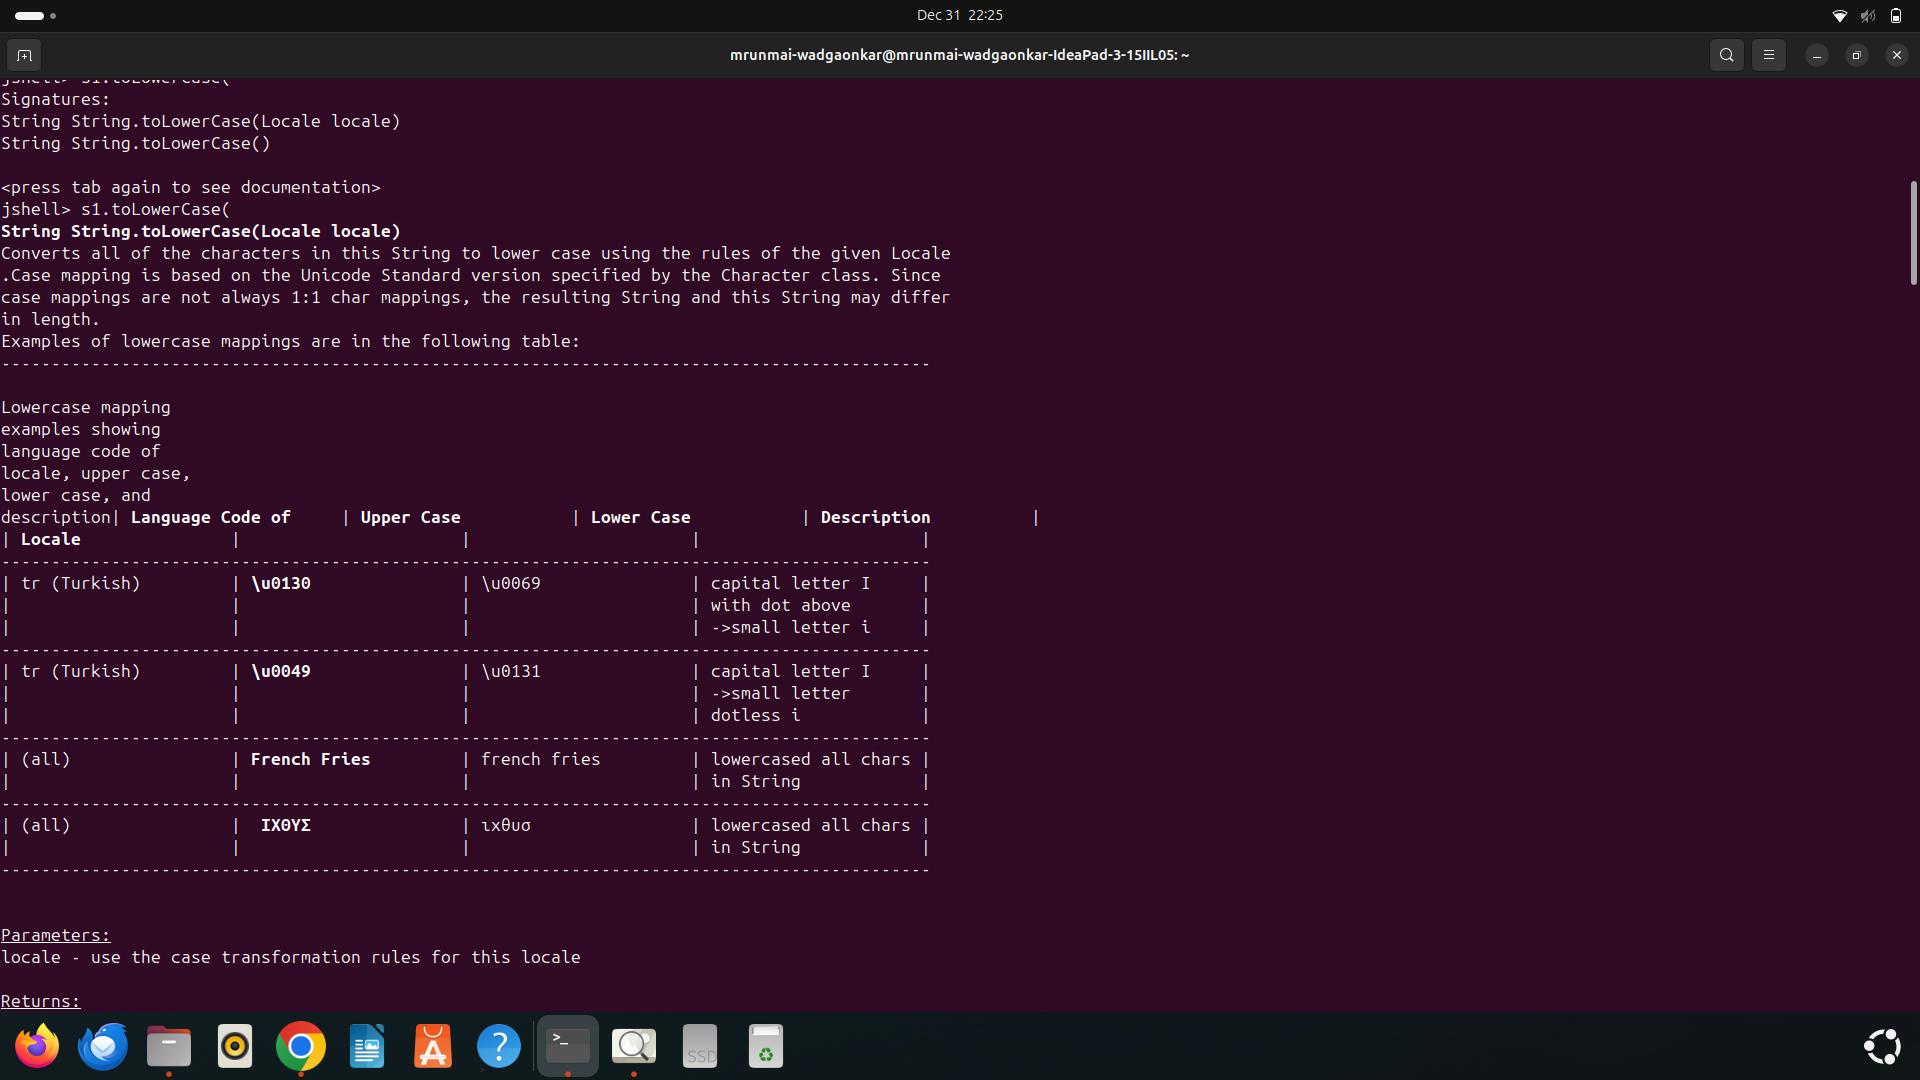 Dec 31 22:25
mrunmai-wadgaonkar@mrunmai-wadgaonkar-IdeaPad-3-15IIL05: ~
jshell> s1.toLowerCase(
Signatures:
String String.toLowerCase(Locale locale)
String String.toLowerCase()
<press tab again to see documentation>
jshell> s1.toLowerCase(
String String.toLowerCase(Locale locale)
Converts all of the characters in this String to lower case using the rules of the given Locale
.Case mapping is based on the Unicode Standard version specified by the Character class. Since
case mappings are not always 1:1 char mappings, the resulting String and this String may differ
in length.
Examples of lowercase mappings are in the following table:
---------------------------------------------------------------------------------------------
Lowercase mapping
examples showing
language code of
locale, upper case,
lower case, and
description| Language Code of     | Upper Case           | Lower Case           | Description          |
| Locale               |                      |                      |                      |
---------------------------------------------------------------------------------------------
| tr (Turkish)         | \u0130               | \u0069               | capital letter I     |
|                      |                      |                      | with dot above       |
|                      |                      |                      | ->small letter i     |
---------------------------------------------------------------------------------------------
| tr (Turkish)         | \u0049               | \u0131               | capital letter I     |
|                      |                      |                      | ->small letter       |
|                      |                      |                      | dotless i            |
---------------------------------------------------------------------------------------------
| (all)                | French Fries         | french fries         | lowercased all chars |
|                      |                      |                      | in String            |
---------------------------------------------------------------------------------------------
| (all)                |  ΙΧΘΥΣ               | ιχθυσ                | lowercased all chars |
|                      |                      |                      | in String            |
---------------------------------------------------------------------------------------------
Parameters:
locale - use the case transformation rules for this locale
Returns:
>_
?
SSD